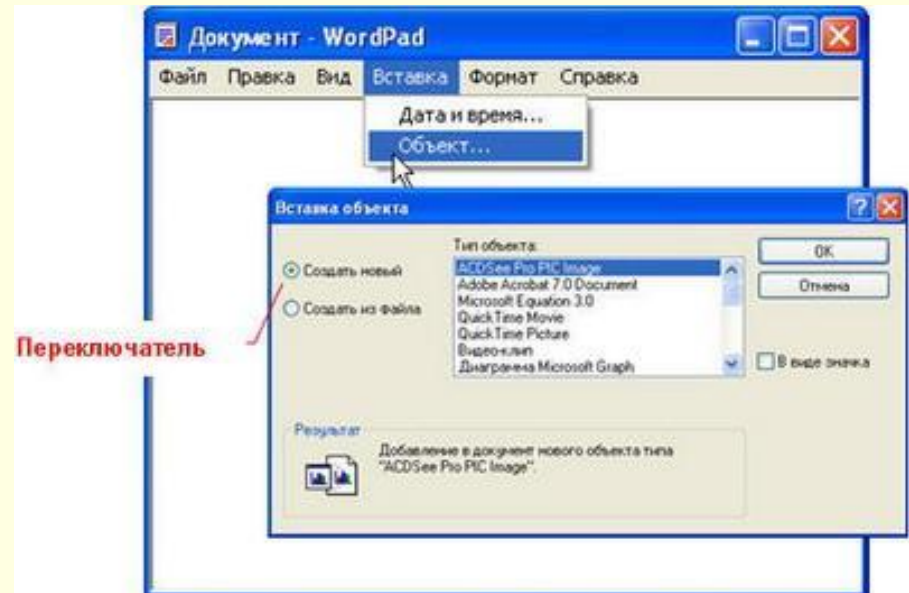 Документ - WordPad
Файл Правка Вид Вставка Формат Справка
Дата и время...
Объект...
Вставка объекта
Тип объекта:
Создать новый
Создать из файла
ACDSee Pro PIC Image
Adobe Acrobat 7.0 Document
Microsoft Equation 3.0
QuickTime Movie
QuickTime Picture
Видео-клип
Диаграмма Microsoft Graph
OK
Отмена
В виде значка
Переключатель
Результат
Добавление в документ нового объекта типа
"ACDSee Pro PIC Image".